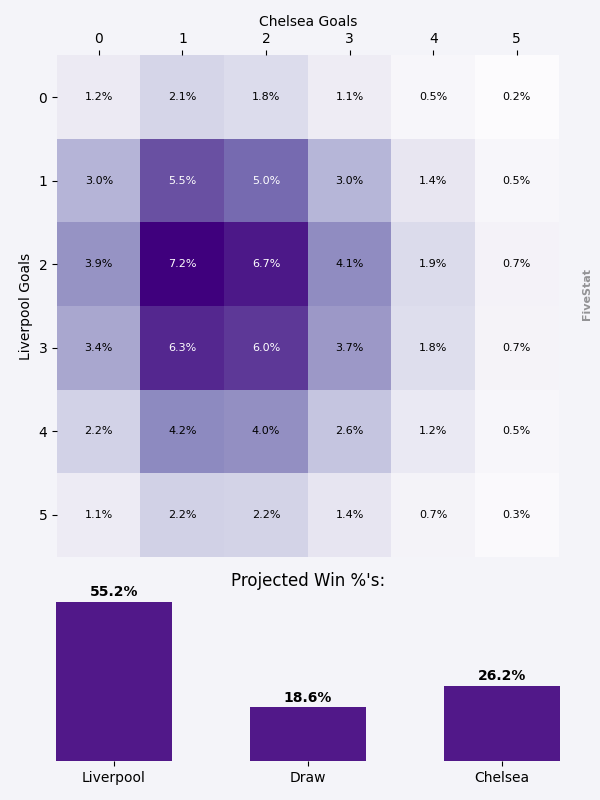 Chelsea Goals
0 1 2 3 4 5
0 1.2% 2.1% 1.8% 1.1% 0.5% 0.2%
1 3.0% 5.5% 5.0% 3.0% 1.4% 0.5%
2 3.9% 7.2% 6.7% 4.1% 1.9% 0.7%
3 3.4% 6.3% 6.0% 3.7% 1.8% 0.7%
4 2.2% 4.2% 4.0% 2.6% 1.2% 0.5%
5 1.1% 2.2% 2.2% 1.4% 0.7% 0.3%
Liverpool Goals
FiveStat
Projected Win %'s:
55.2% 18.6% 26.2%
Liverpool Draw Chelsea